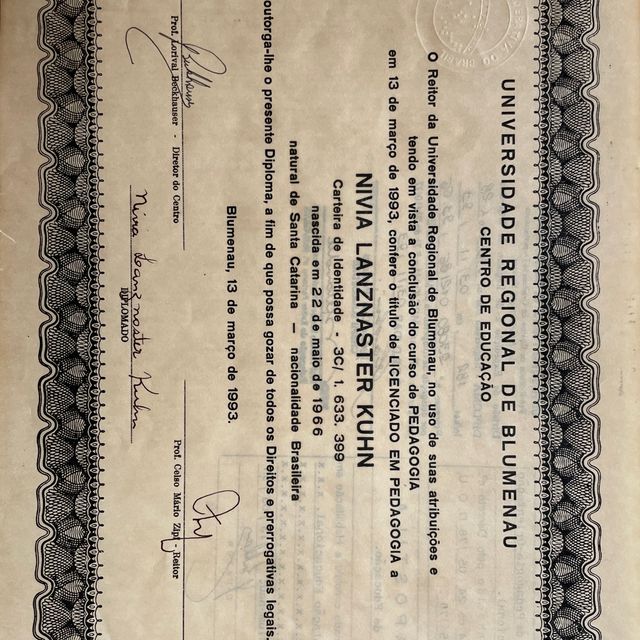 UNIVERSIDADE REGIONAL DE BLUMENAU
CENTRO DE EDUCAÇÃO
O Reitor da Universidade Regional de Blumenau, no uso de suas atribuições e
tendo em vista a conclusão do curso de PEDAGOGIA
em 13 de março de 1993, confere o título de LICENCIADO EM PEDAGOGIA a
NIVIA LANZNASTER KUHN
Carteira de Identidade - 3C/ 1. 633. 399
nascida em 22 de maio de 1966
natural de Santa Catarina — nacionalidade Brasileira
outorga-lhe o presente Diploma, a fim de que possa gozar de todos os Direitos e prerrogativas legais.
Blumenau, 13 de março de 1993.
Prof. Lorival Beckhauser - Diretor do Centro
Prof. Celso Mário Zipf - Reitor
Nivia Lanznaster Kuhn
DIPLOMADO